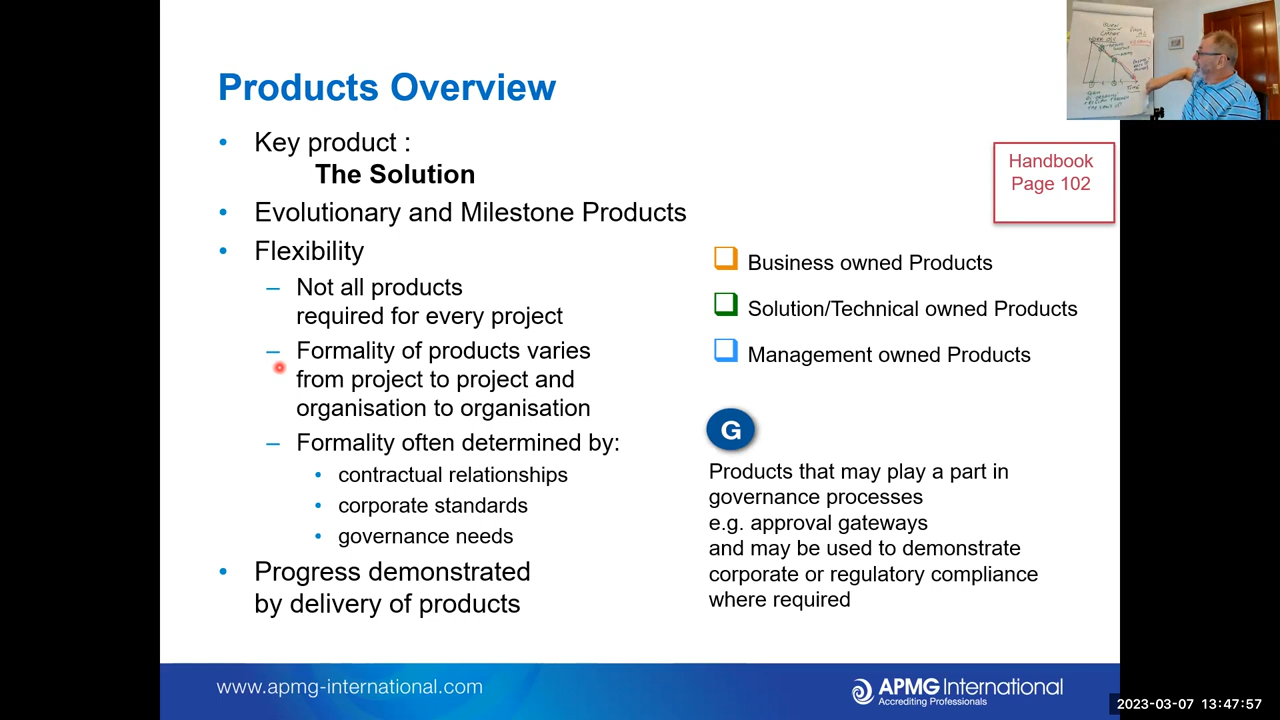 Products Overview
• Key product :
The Solution
• Evolutionary and Milestone Products
• Flexibility
– Not all products
required for every project
– Formality of products varies
from project to project and
organisation to organisation
– Formality often determined by:
• contractual relationships
• corporate standards
• governance needs
• Progress demonstrated
by delivery of products
Handbook
Page 102
Business owned Products
Solution/Technical owned Products
Management owned Products
G
Products that may play a part in
governance processes
e.g. approval gateways
and may be used to demonstrate
corporate or regulatory compliance
where required
www.apmg-international.com
APMG International
Accrediting Professionals
2023-03-07 13:47:57